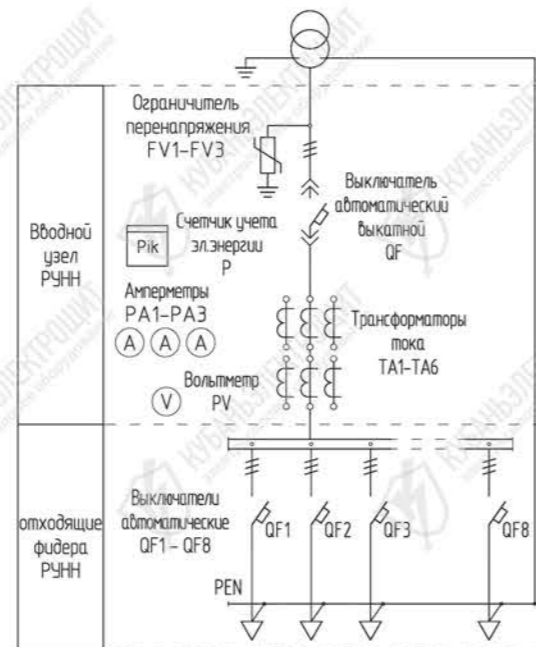 Ограничитель
перенапряжения
FV1-FV3
Выключатель
автоматический
выкатной
QF
Счетчик учета
эл.энергии
P
Pik
Вводной
узел
РУНН
Амперметры
PA1-PA3
A A A
Трансформаторы
тока
TA1-TA6
Вольтметр
PV
V
Выключатели
автоматические
QF1 - QF8
отходящие
фидера
РУНН
QF1 QF2 QF3 QF8
PEN
КУБАНЬЭЛЕКТРОЩИТ